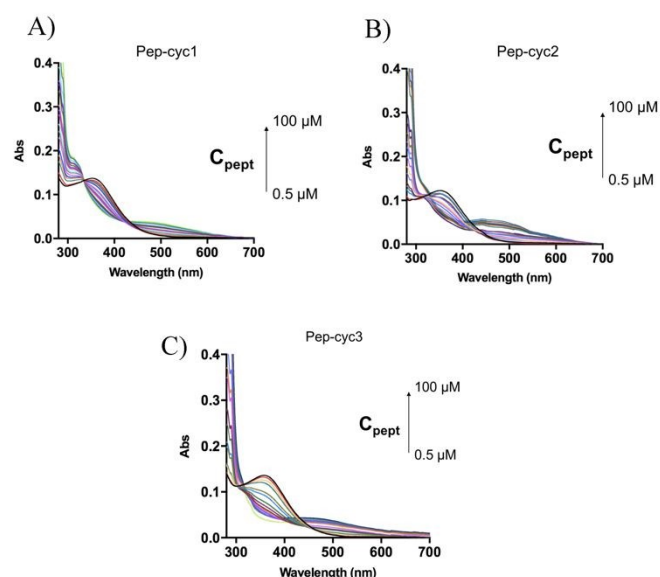 A)
Pep-cyc1
0.4
0.3
0.2
0.1
0.0
Abs
300 400 500 600 700
Wavelength (nm)
C_pept
100 µM
0.5 µM
B)
Pep-cyc2
0.4
0.3
0.2
0.1
0.0
Abs
300 400 500 600 700
Wavelength (nm)
C_pept
100 µM
0.5 µM
C)
Pep-cyc3
0.4
0.3
0.2
0.1
0.0
Abs
300 400 500 600 700
Wavelength (nm)
C_pept
100 µM
0.5 µM